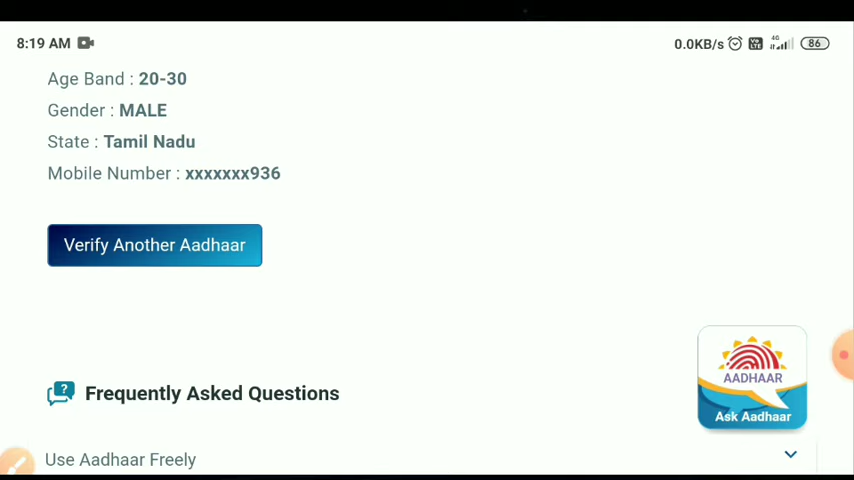 8:19 AM
0.0KB/s
4G
86
Age Band : 20-30
Gender : MALE
State : Tamil Nadu
Mobile Number : xxxxxxx936
Verify Another Aadhaar
AADHAAR
Ask Aadhaar
?
Frequently Asked Questions
Use Aadhaar Freely